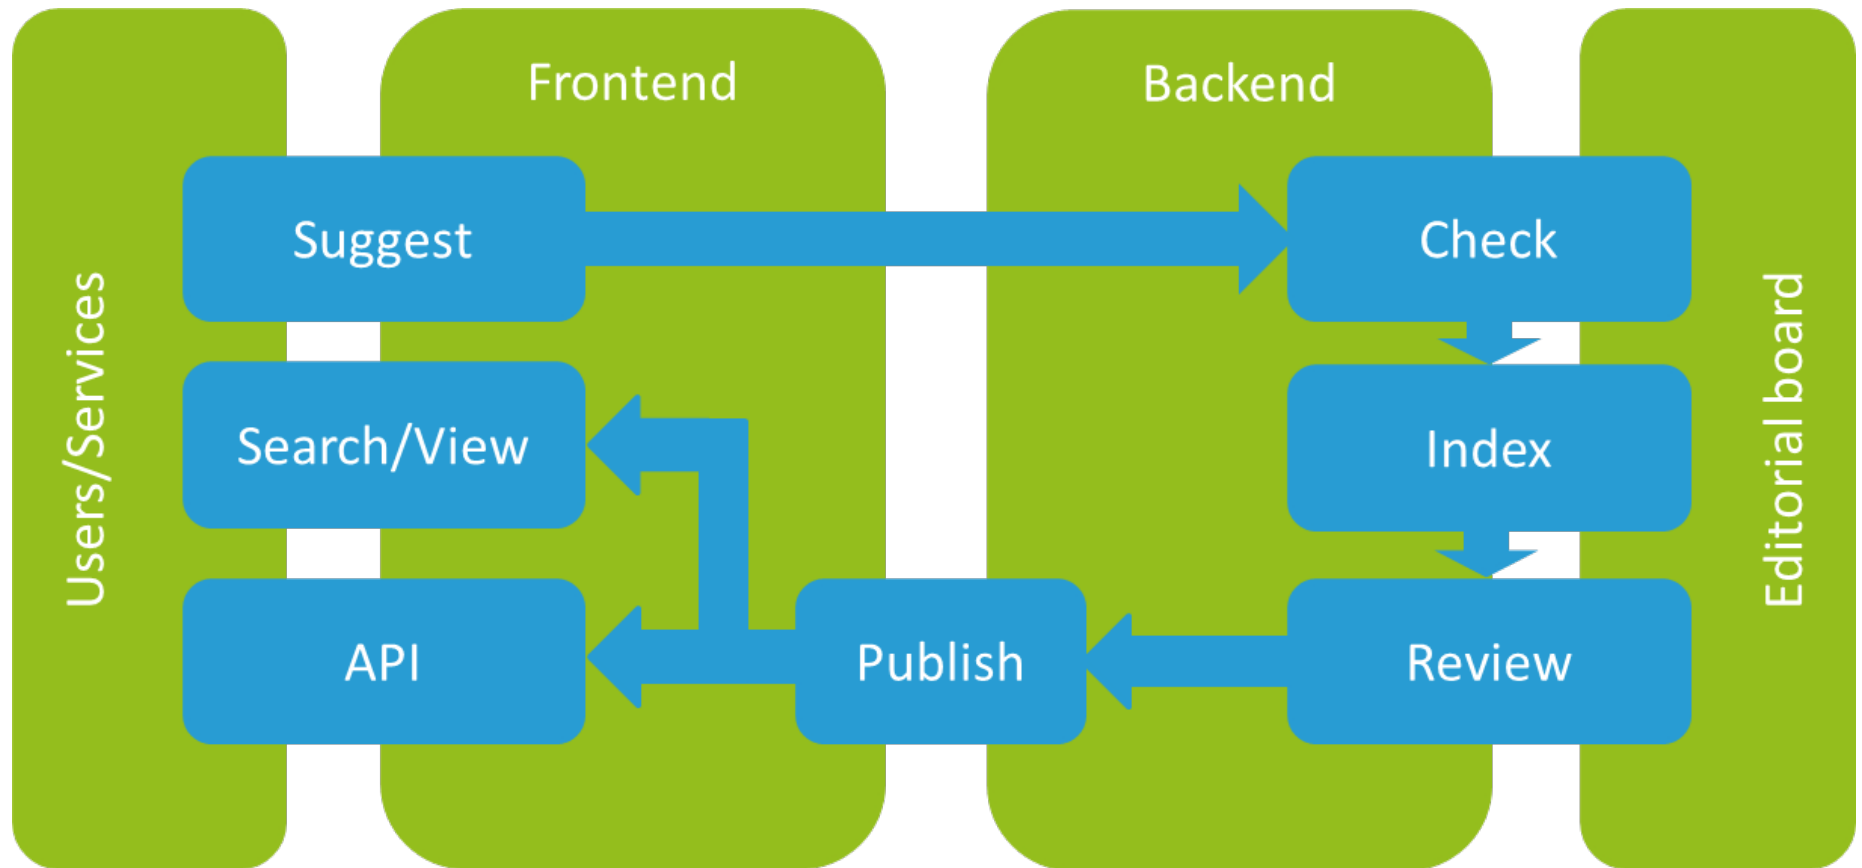 Frontend
Backend
Users/Services
Suggest
Check
Search/View
Index
API
Publish
Review
Editorial board